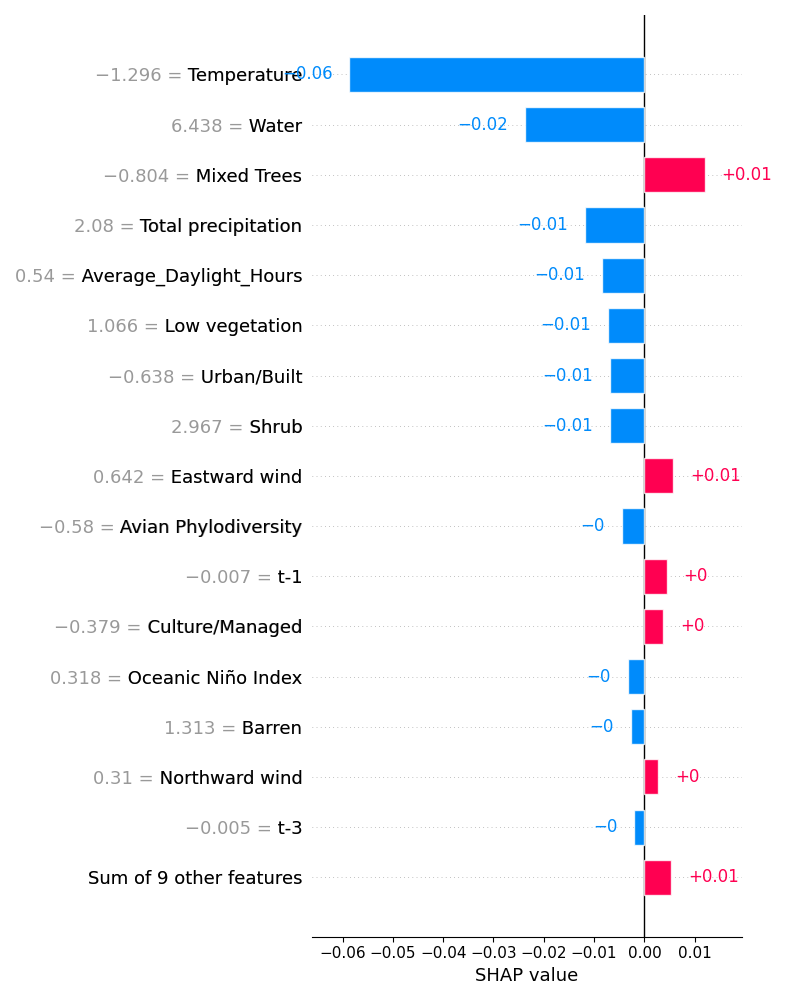 −1.296 = Temperature −0.06
6.438 = Water −0.02
−0.804 = Mixed Trees +0.01
2.08 = Total precipitation −0.01
0.54 = Average_Daylight_Hours −0.01
1.066 = Low vegetation −0.01
−0.638 = Urban/Built −0.01
2.967 = Shrub −0.01
0.642 = Eastward wind +0.01
−0.58 = Avian Phylodiversity −0
−0.007 = t-1 +0
−0.379 = Culture/Managed +0
0.318 = Oceanic Niño Index −0
1.313 = Barren −0
0.31 = Northward wind +0
−0.005 = t-3 −0
Sum of 9 other features +0.01
−0.06 −0.05 −0.04 −0.03 −0.02 −0.01 0.00 0.01
SHAP value